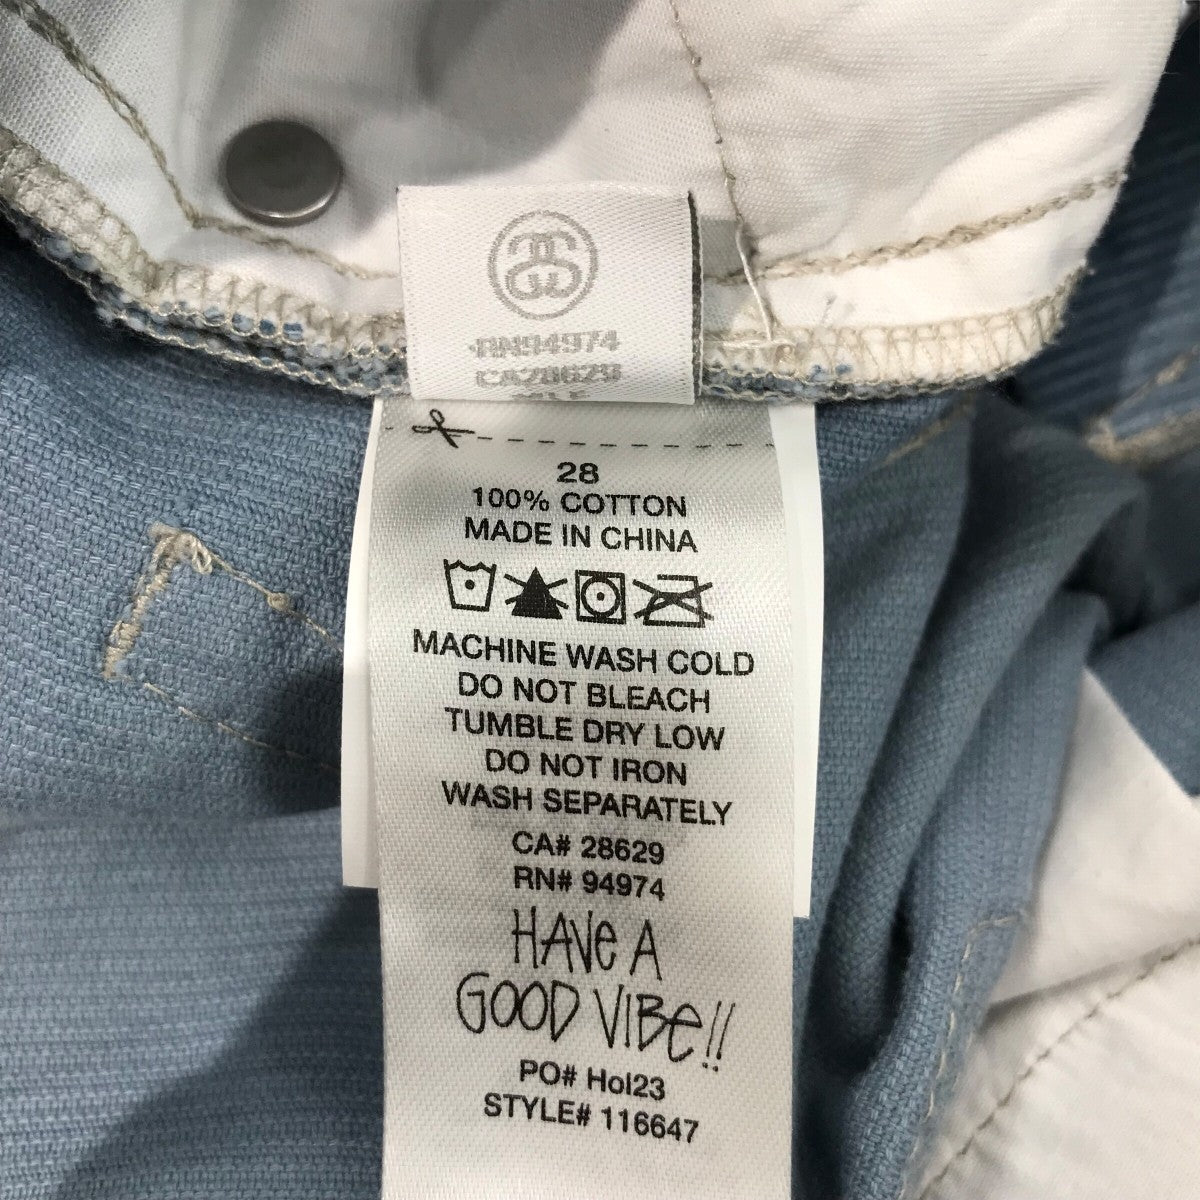 RN94974
CA28629
28
100% COTTON
MADE IN CHINA
MACHINE WASH COLD
DO NOT BLEACH
TUMBLE DRY LOW
DO NOT IRON
WASH SEPARATELY
CA# 28629
RN# 94974
HAVe A
GOOD VIBe!!
PO# Hol23
STYLE# 116647